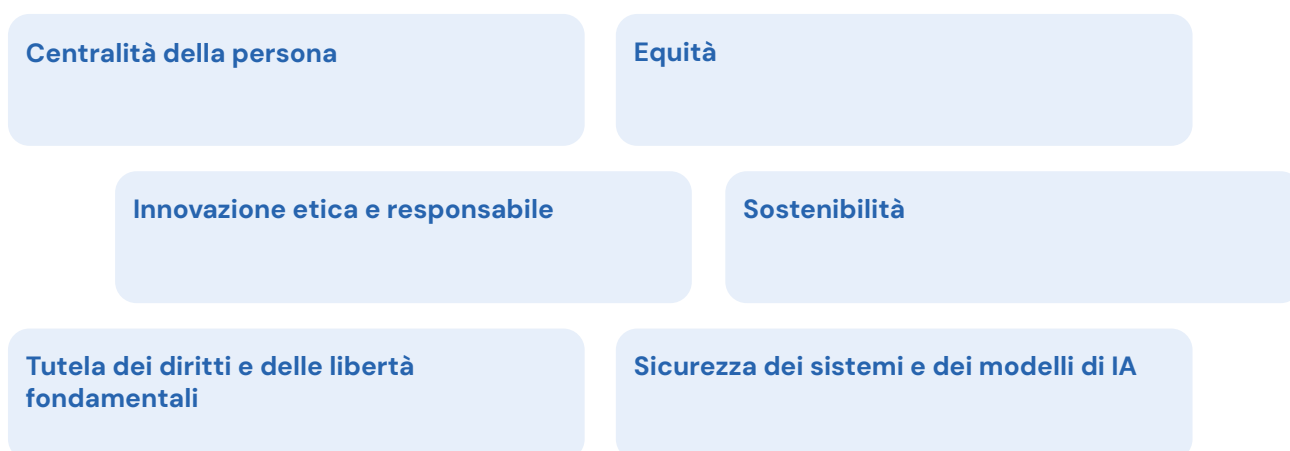 Centralità della persona
Equità
Innovazione etica e responsabile
Sostenibilità
Tutela dei diritti e delle libertà
fondamentali
Sicurezza dei sistemi e dei modelli di IA